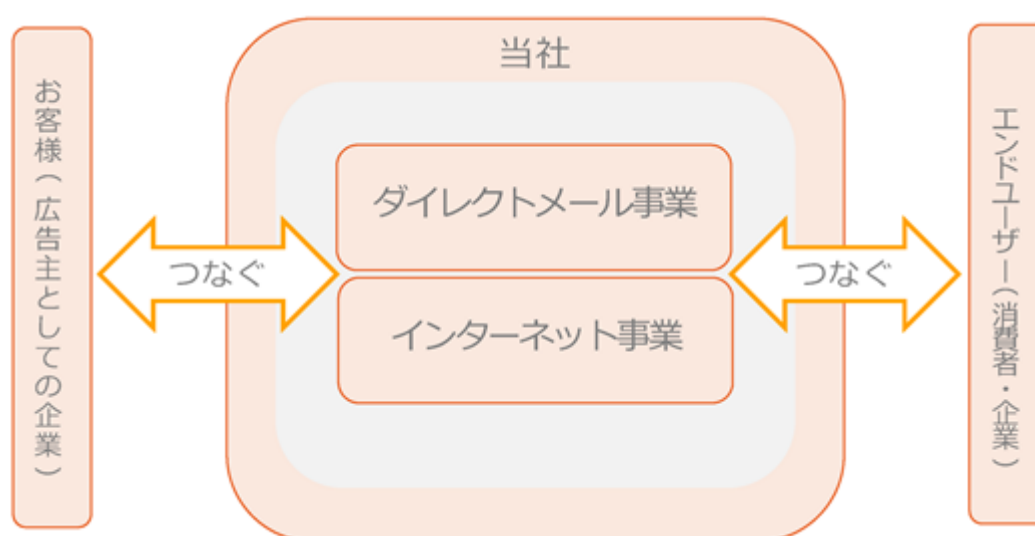 お客様（広告主としての企業）
当社
ダイレクトメール事業
つなぐ
つなぐ
インターネット事業
エンドユーザー（消費者・企業）